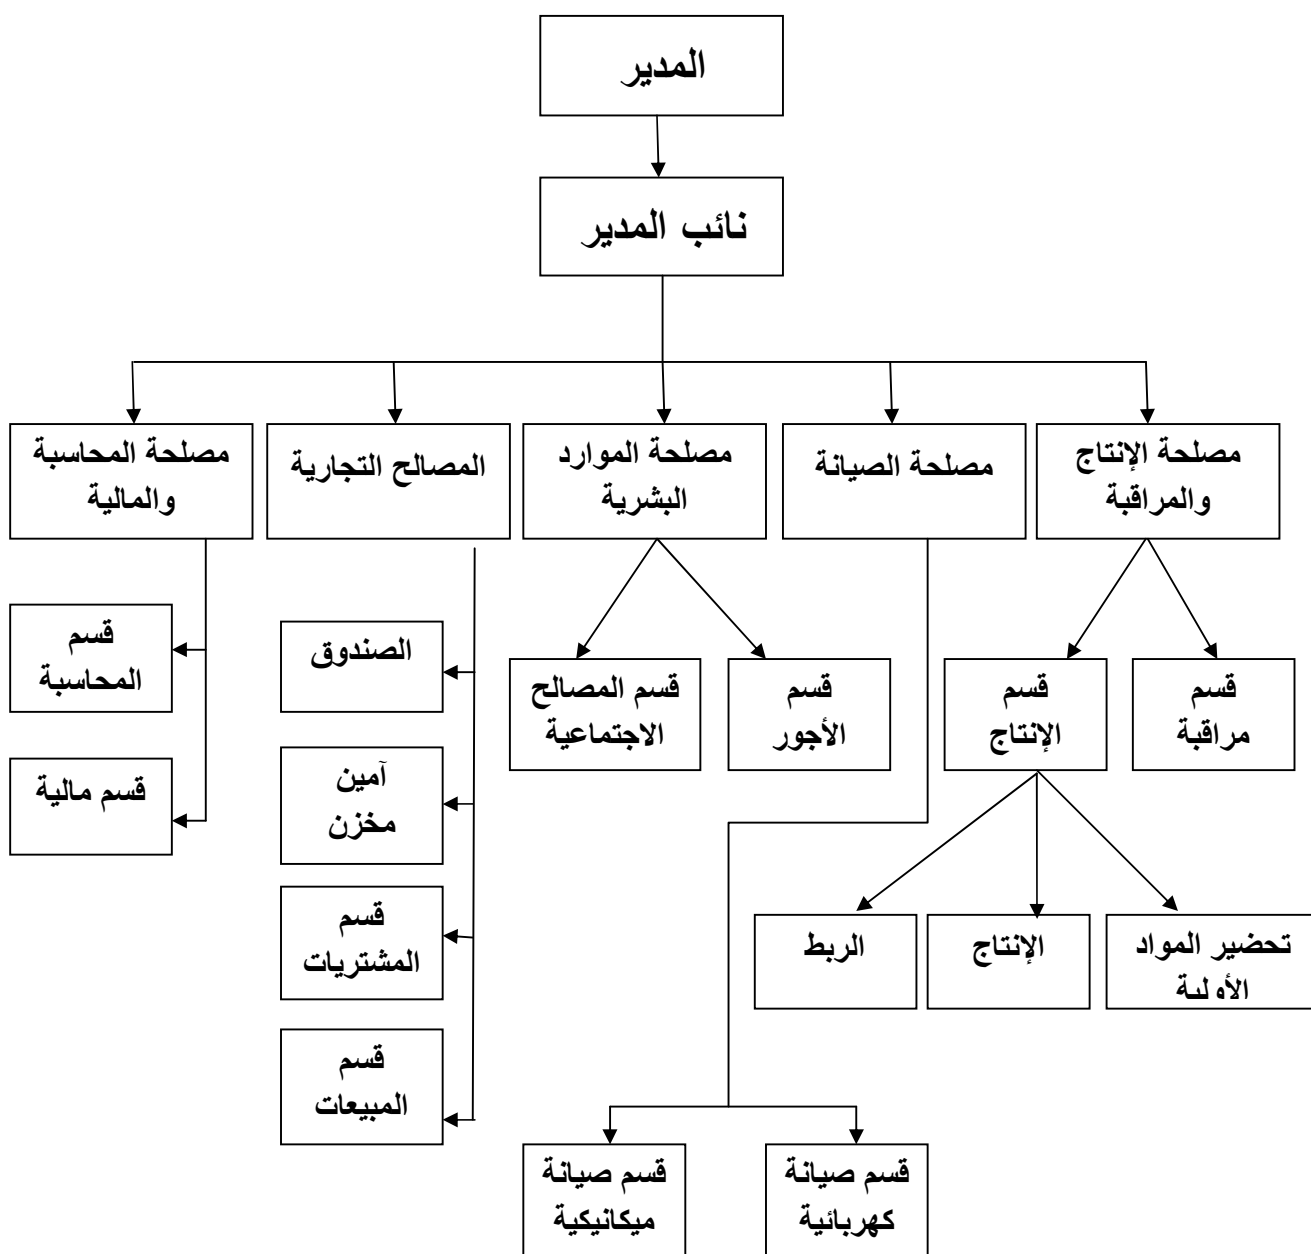 المدير
نائب المدير
مصلحة الإنتاج
والمراقبة
مصلحة الصيانة
مصلحة الموارد
البشرية
المصالح التجارية
مصلحة المحاسبة
والمالية
قسم
مراقبة
قسم
الإنتاج
قسم
الأجور
قسم المصالح
الاجتماعية
الصندوق
قسم
المحاسبة
آمين
مخزن
قسم مالية
تحضير المواد
الأولية
الإنتاج
الربط
قسم
المشتريات
قسم
المبيعات
قسم صيانة
كهربائية
قسم صيانة
ميكانيكية